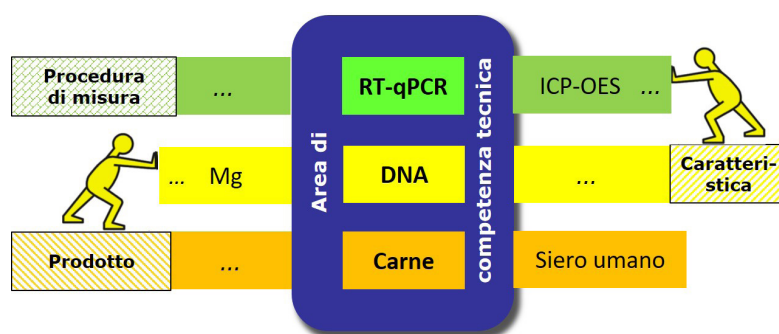 Procedura
di misura
...
RT-qPCR
ICP-OES ...
... Mg
DNA
...
Caratteri-
stica
Prodotto
...
Carne
Siero umano
Area di
competenza tecnica